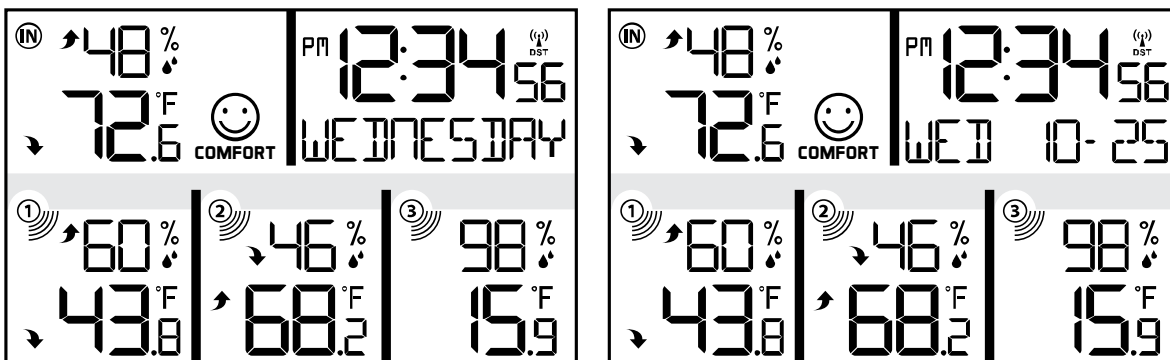 IN 48 %
72.6 °F
COMFORT
PM 12:34 56
DST
WEDNESDAY
1
60 %
43.8 °F
2
46 %
68.2 °F
3
98 %
15.9 °F
IN 48 %
72.6 °F
COMFORT
PM 12:34 56
DST
WED 10-25
1
60 %
43.8 °F
2
46 %
68.2 °F
3
98 %
15.9 °F